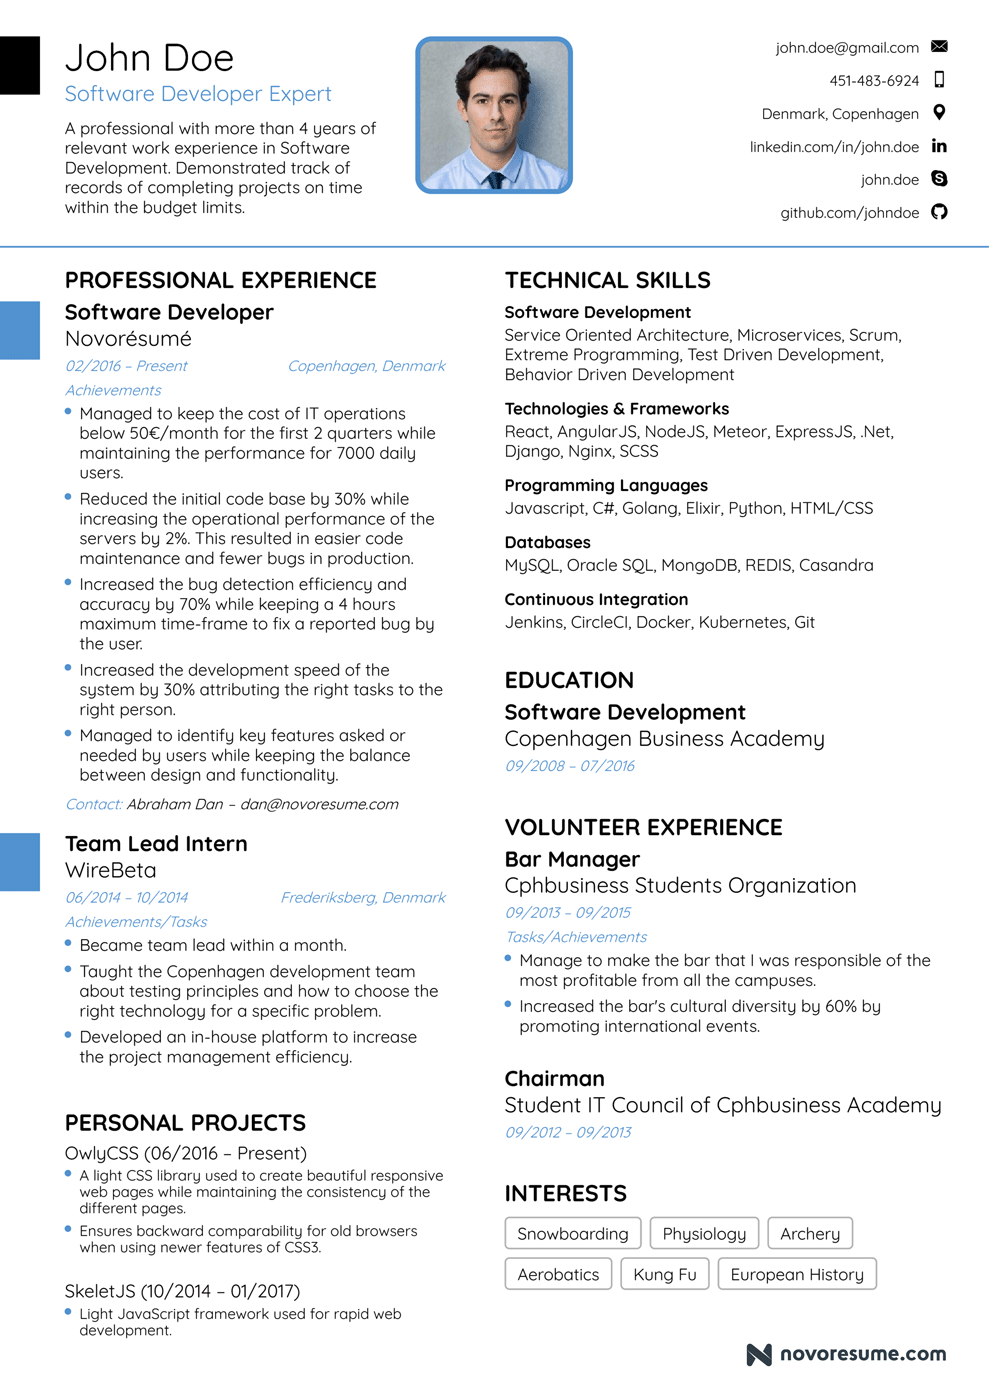 John Doe
Software Developer Expert
A professional with more than 4 years of
relevant work experience in Software
Development. Demonstrated track of
records of completing projects on time
within the budget limits.
john.doe@gmail.com
451-483-6924
Denmark, Copenhagen
linkedin.com/in/john.doe
john.doe
github.com/johndoe
PROFESSIONAL EXPERIENCE
Software Developer
Novorésumé
02/2016 – Present
Copenhagen, Denmark
Achievements
Managed to keep the cost of IT operations
below 50€/month for the first 2 quarters while
maintaining the performance for 7000 daily
users.
Reduced the initial code base by 30% while
increasing the operational performance of the
servers by 2%. This resulted in easier code
maintenance and fewer bugs in production.
Increased the bug detection efficiency and
accuracy by 70% while keeping a 4 hours
maximum time-frame to fix a reported bug by
the user.
Increased the development speed of the
system by 30% attributing the right tasks to the
right person.
Managed to identify key features asked or
needed by users while keeping the balance
between design and functionality.
Contact: Abraham Dan – dan@novoresume.com
Team Lead Intern
WireBeta
06/2014 – 10/2014
Frederiksberg, Denmark
Achievements/Tasks
Became team lead within a month.
Taught the Copenhagen development team
about testing principles and how to choose the
right technology for a specific problem.
Developed an in-house platform to increase
the project management efficiency.
PERSONAL PROJECTS
OwlyCSS (06/2016 – Present)
A light CSS library used to create beautiful responsive
web pages while maintaining the consistency of the
different pages.
Ensures backward comparability for old browsers
when using newer features of CSS3.
SkeletJS (10/2014 – 01/2017)
Light JavaScript framework used for rapid web
development.
TECHNICAL SKILLS
Software Development
Service Oriented Architecture, Microservices, Scrum,
Extreme Programming, Test Driven Development,
Behavior Driven Development
Technologies & Frameworks
React, AngularJS, NodeJS, Meteor, ExpressJS, .Net,
Django, Nginx, SCSS
Programming Languages
Javascript, C#, Golang, Elixir, Python, HTML/CSS
Databases
MySQL, Oracle SQL, MongoDB, REDIS, Casandra
Continuous Integration
Jenkins, CircleCI, Docker, Kubernetes, Git
EDUCATION
Software Development
Copenhagen Business Academy
09/2008 – 07/2016
VOLUNTEER EXPERIENCE
Bar Manager
Cphbusiness Students Organization
09/2013 – 09/2015
Tasks/Achievements
Manage to make the bar that I was responsible of the
most profitable from all the campuses.
Increased the bar's cultural diversity by 60% by
promoting international events.
Chairman
Student IT Council of Cphbusiness Academy
09/2012 – 09/2013
INTERESTS
Snowboarding
Physiology
Archery
Aerobatics
Kung Fu
European History
novoresume.com